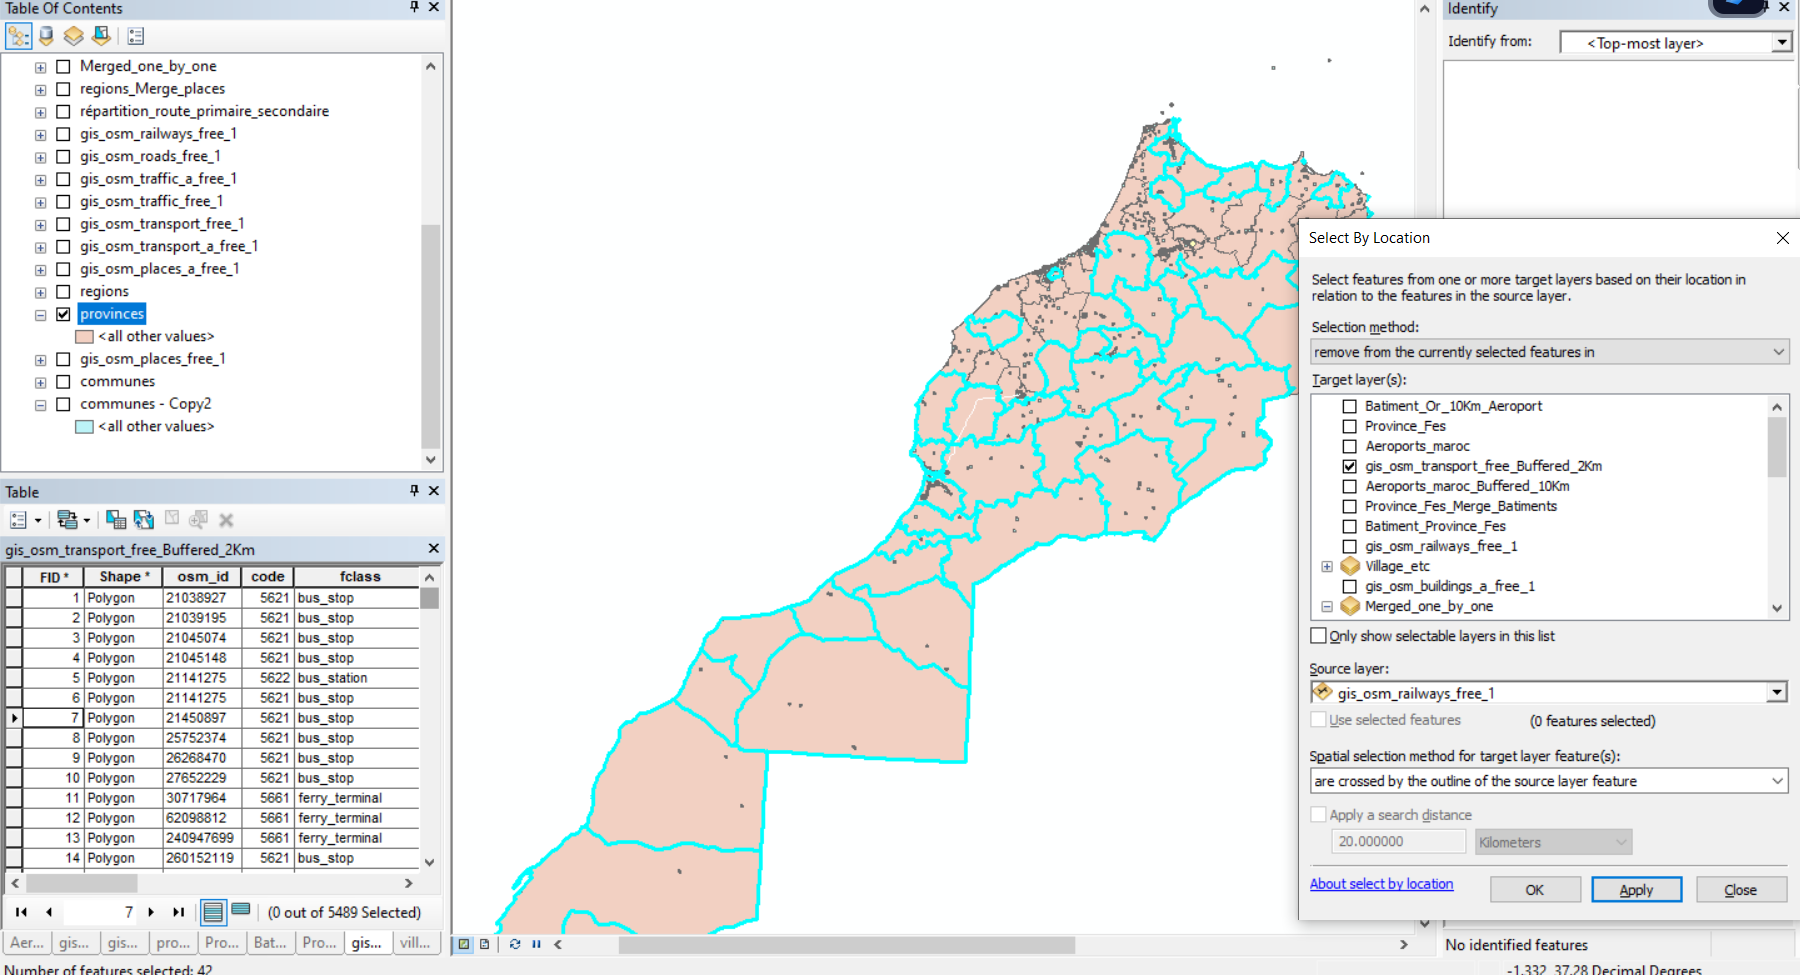 Table Of Contents
Merged_one_by_one
regions_Merge_places
répartition_route_primaire_secondaire
gis_osm_railways_free_1
gis_osm_roads_free_1
gis_osm_traffic_a_free_1
gis_osm_traffic_free_1
gis_osm_transport_free_1
gis_osm_transport_a_free_1
gis_osm_places_a_free_1
regions
provinces
<all other values>
gis_osm_places_free_1
communes
communes - Copy2
<all other values>
Table
gis_osm_transport_free_Buffered_2Km
FID * Shape * osm_id code fclass
1 Polygon 21038927 5621 bus_stop
2 Polygon 21039195 5621 bus_stop
3 Polygon 21045074 5621 bus_stop
4 Polygon 21045148 5621 bus_stop
5 Polygon 21141275 5622 bus_station
6 Polygon 21141275 5621 bus_stop
7 Polygon 21450897 5621 bus_stop
8 Polygon 25752374 5621 bus_stop
9 Polygon 26268470 5621 bus_stop
10 Polygon 27652229 5621 bus_stop
11 Polygon 30717964 5661 ferry_terminal
12 Polygon 62098812 5661 ferry_terminal
13 Polygon 240947699 5661 ferry_terminal
14 Polygon 260152119 5621 bus_stop
7 (0 out of 5489 Selected)
Aer... gis... gis... pro... Pro... Bat... Pro... gis... vill...
Number of features selected: 42
Identify
Identify from: <Top-most layer>
Select By Location
Select features from one or more target layers based on their location in
relation to the features in the source layer.
Selection method:
remove from the currently selected features in
Target layer(s):
Batiment_Or_10Km_Aeroport
Province_Fes
Aeroports_maroc
gis_osm_transport_free_Buffered_2Km
Aeroports_maroc_Buffered_10Km
Province_Fes_Merge_Batiments
Batiment_Province_Fes
gis_osm_railways_free_1
Village_etc
gis_osm_buildings_a_free_1
Merged_one_by_one
Only show selectable layers in this list
Source layer:
gis_osm_railways_free_1
Use selected features (0 features selected)
Spatial selection method for target layer feature(s):
are crossed by the outline of the source layer feature
Apply a search distance
20.000000 Kilometers
About select by location OK Apply Close
No identified features
-1,332 37,28 Decimal Degrees